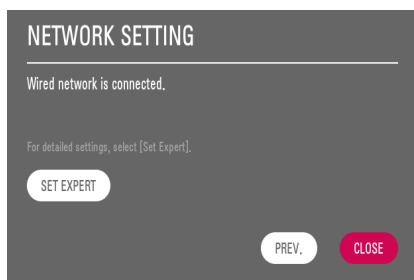 NETWORK SETTING
Wired network is connected.
For detailed settings, select [Set Expert].
SET EXPERT
PREV.
CLOSE